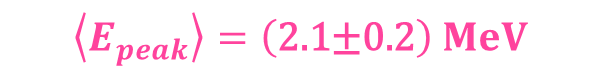 ⟨E_peak⟩ = (2.1±0.2) MeV